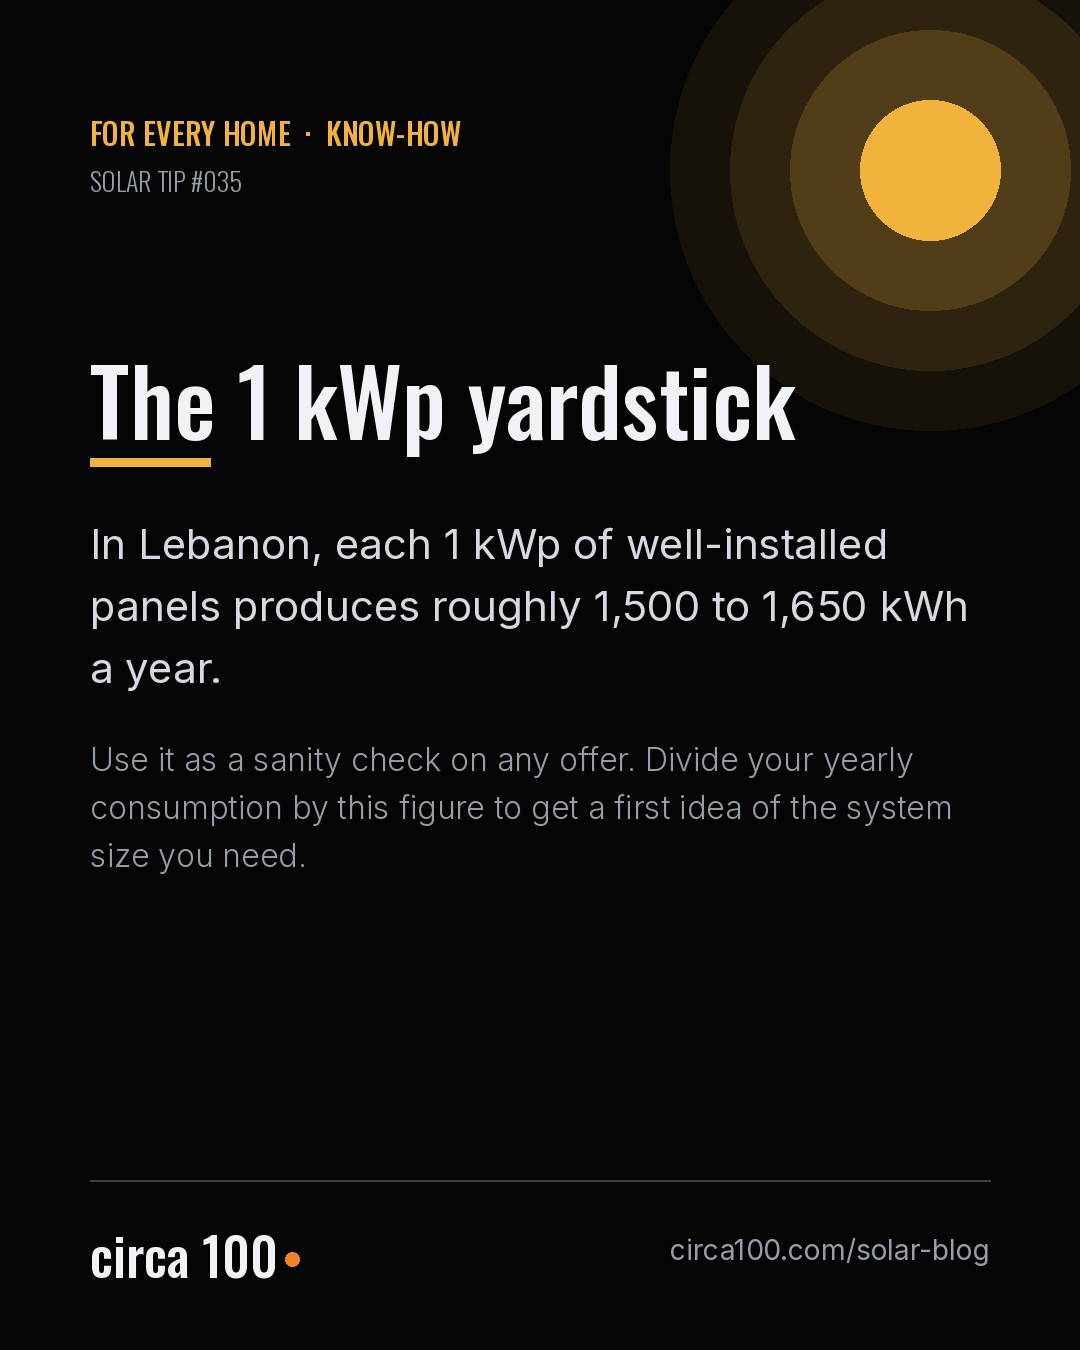 FOR EVERY HOME · KNOW-HOW
SOLAR TIP #035
The 1 kWp yardstick
In Lebanon, each 1 kWp of well-installed
panels produces roughly 1,500 to 1,650 kWh
a year.
Use it as a sanity check on any offer. Divide your yearly
consumption by this figure to get a first idea of the system
size you need.
circa 100
circa100.com/solar-blog